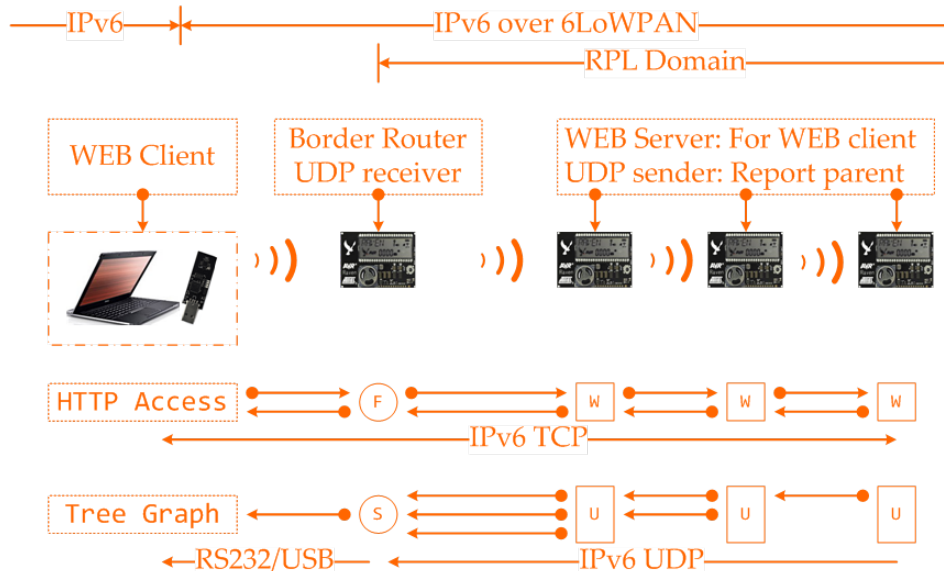 IPv6
IPv6 over 6LoWPAN
RPL Domain
WEB Client
Border Router
UDP receiver
WEB Server: For WEB client
UDP sender: Report parent
HTTP Access
F
W
W
W
IPv6 TCP
Tree Graph
S
U
U
U
RS232/USB
IPv6 UDP